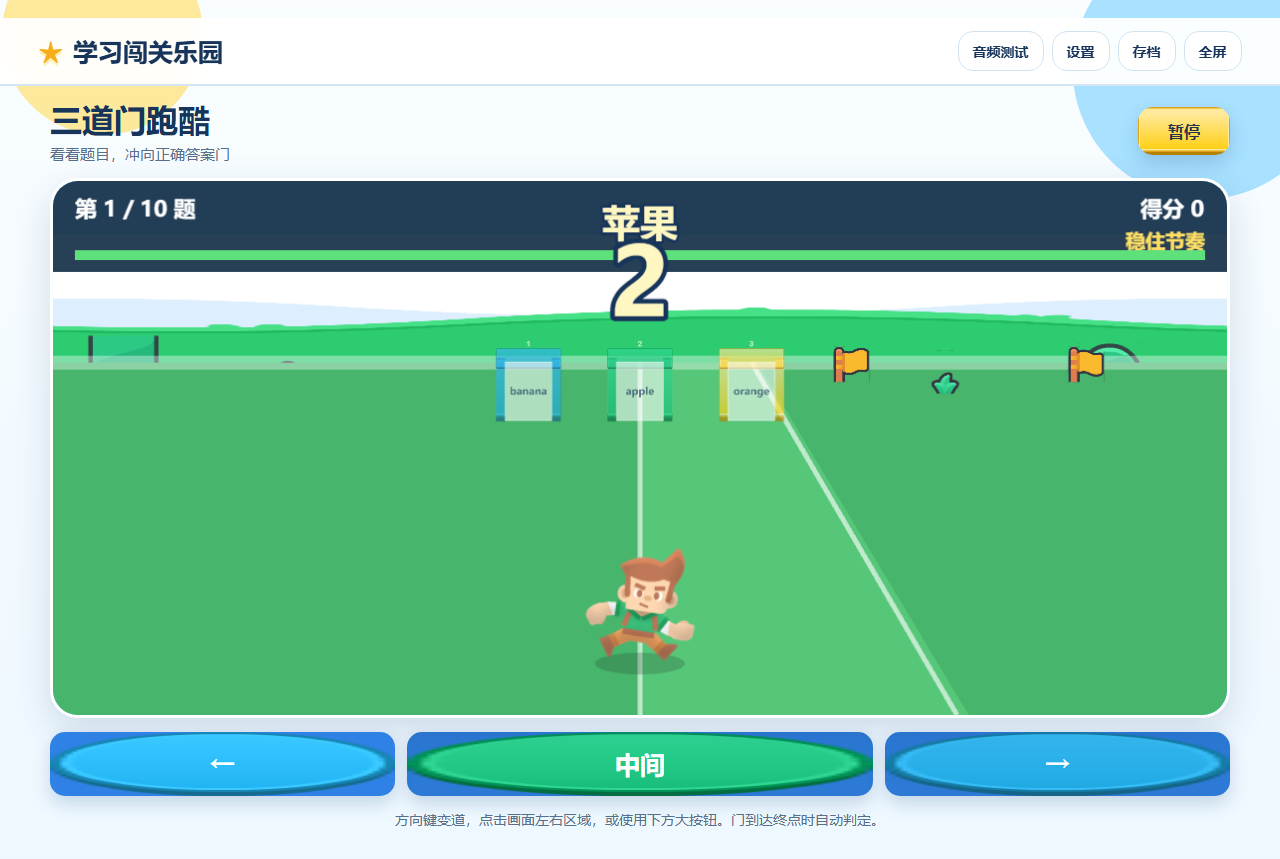 学习闯关乐园
音频测试
设置
存档
全屏
三道门跑酷
看看题目，冲向正确答案门
暂停
第 1 / 10 题
苹果
得分 0
稳住节奏
2
1
2
3
banana
apple
orange
←
中间
→
方向键变道，点击画面左右区域，或使用下方大按钮。门到达终点时自动判定。